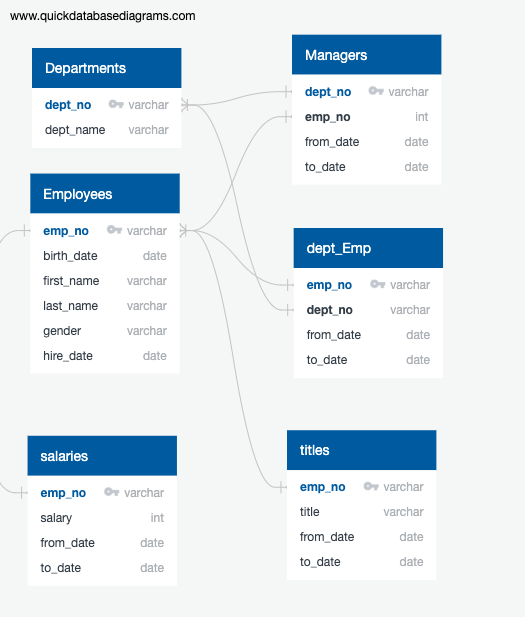 www.quickdatabasediagrams.com
Departments
dept_no varchar
dept_name varchar
Managers
dept_no varchar
emp_no int
from_date date
to_date date
Employees
emp_no varchar
birth_date date
first_name varchar
last_name varchar
gender varchar
hire_date date
dept_Emp
emp_no varchar
dept_no varchar
from_date date
to_date date
salaries
emp_no varchar
salary int
from_date date
to_date date
titles
emp_no varchar
title varchar
from_date date
to_date date